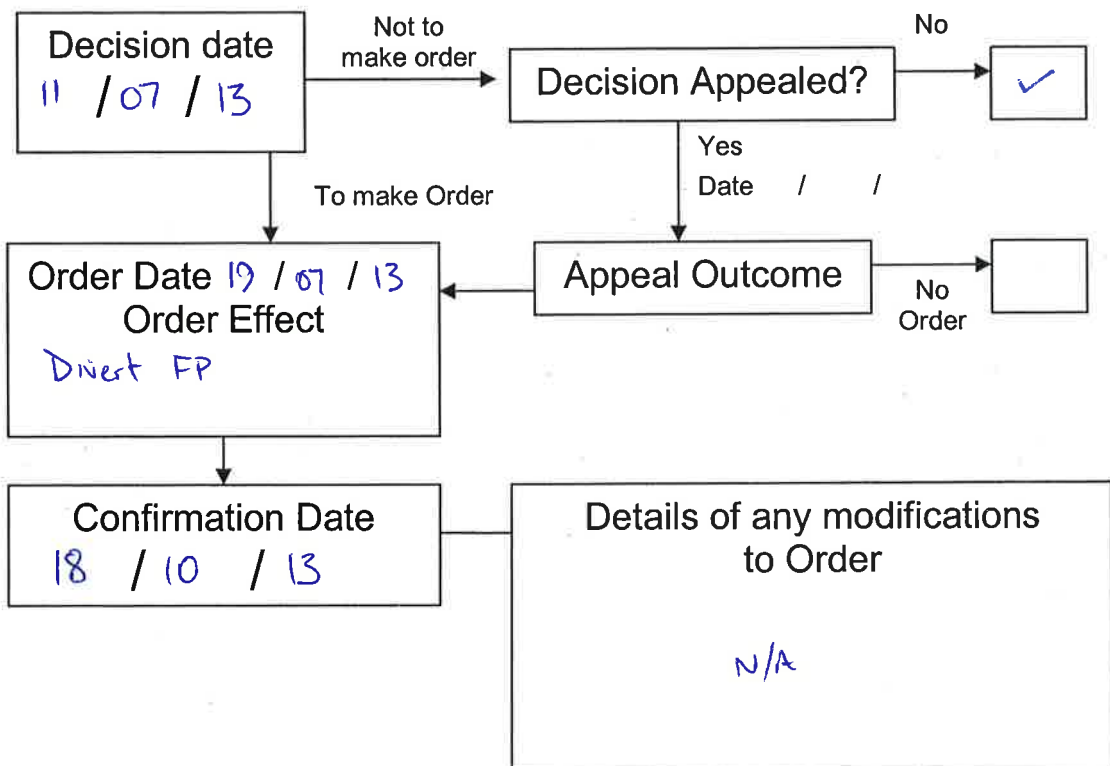 Decision date
11 / 07 / 13
Not to
make order
Decision Appealed?
No
✓
To make Order
Yes
Date / /
Order Date 19 / 07 / 13
Order Effect
Divert FP
Appeal Outcome
No
Order
Confirmation Date
18 / 10 / 13
Details of any modifications
to Order
N/A